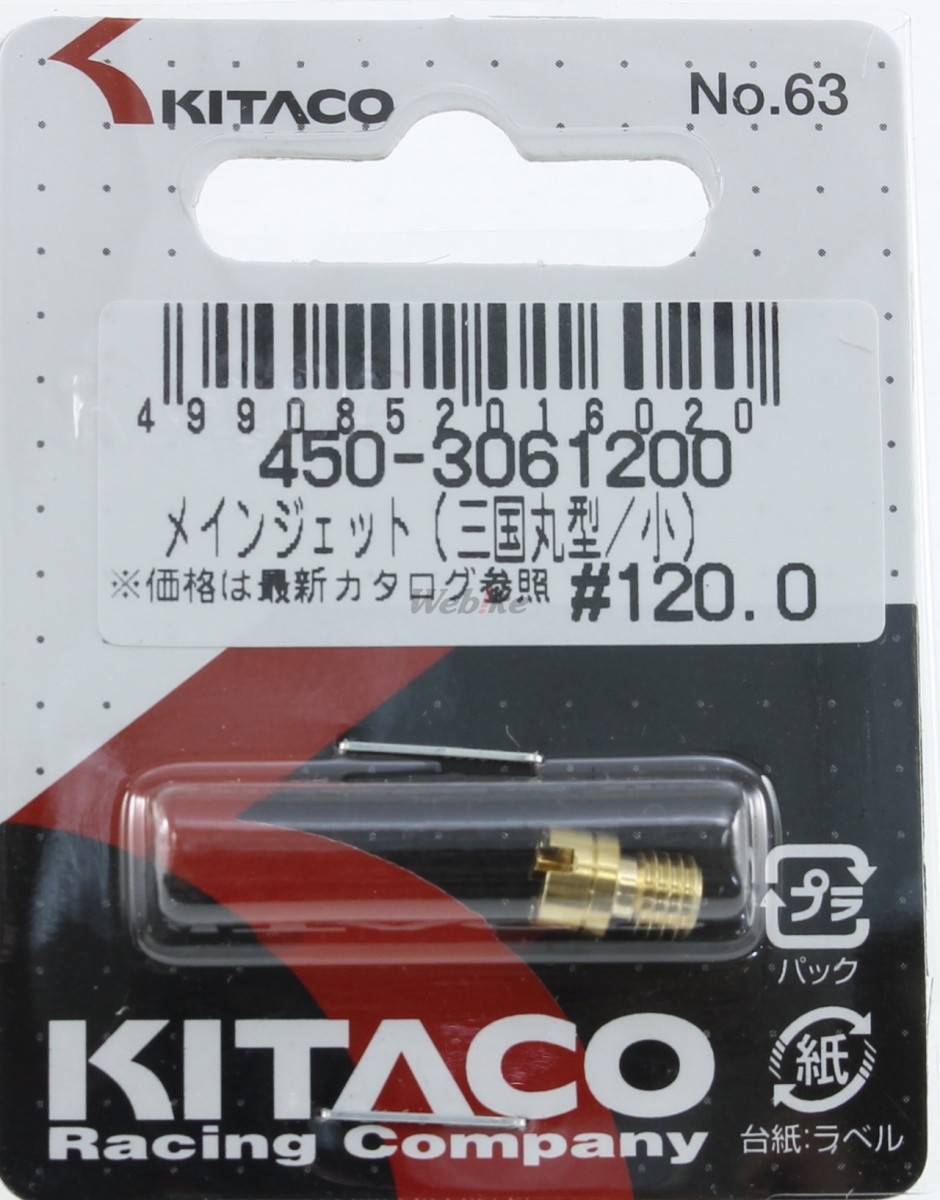 KITACO
No.63
4990852016020
450-3061200
メインジェット(三国丸型/小)
※価格は最新カタログ参照 #120.0
Webike
プラ
パック
KITACO
Racing Company
紙
台紙:ラベル